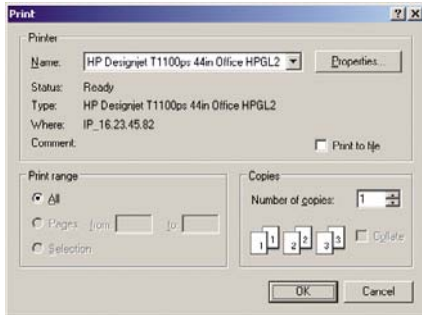 Print
Printer
Name: HP Designjet T1100ps 44in Office HPGL2 Properties...
Status: Ready
Type: HP Designjet T1100ps 44in Office HPGL2
Where: IP_16.23.45.82
Comment: Print to file
Print range
All
Pages from: to:
Selection
Copies
Number of copies: 1
1 1 2 2 3 3 Collate
OK Cancel